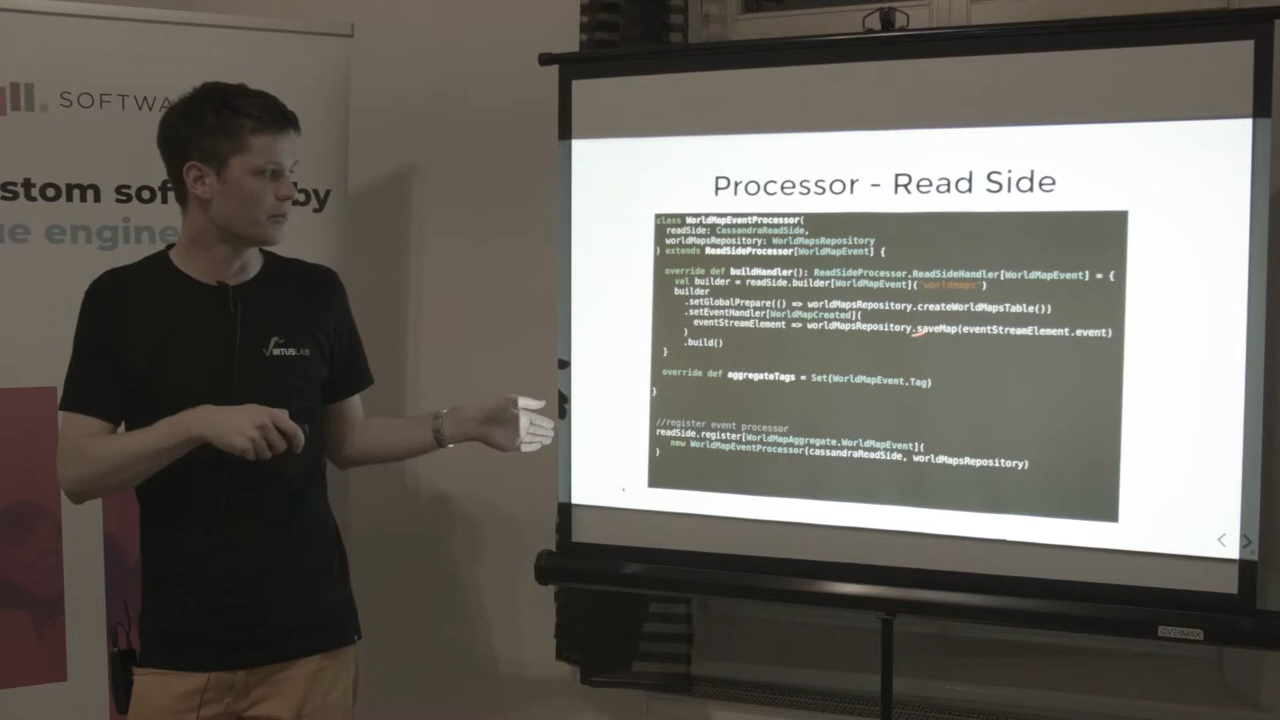 SOFTWA
stom sof by
ue engine
VIRTUSLAB
Processor - Read Side
class WorldMapEventProcessor(
readSide: CassandraReadSide,
worldMapsRepository: WorldMapsRepository
) extends ReadSideProcessor[WorldMapEvent] {
override def buildHandler(): ReadSideProcessor.ReadSideHandler[WorldMapEvent] = {
val builder = readSide.builder[WorldMapEvent]("worldmaps")
builder
.setGlobalPrepare(() => worldMapsRepository.createWorldMapsTable())
.setEventHandler[WorldMapCreated](
eventStreamElement => worldMapsRepository.saveMap(eventStreamElement.event)
)
.build()
}
override def aggregateTags = Set(WorldMapEvent.Tag)
}
//register event processor
readSide.register[WorldMapAggregate.WorldMapEvent](
new WorldMapEventProcessor(cassandraReadSide, worldMapsRepository)
)
OVERMAX